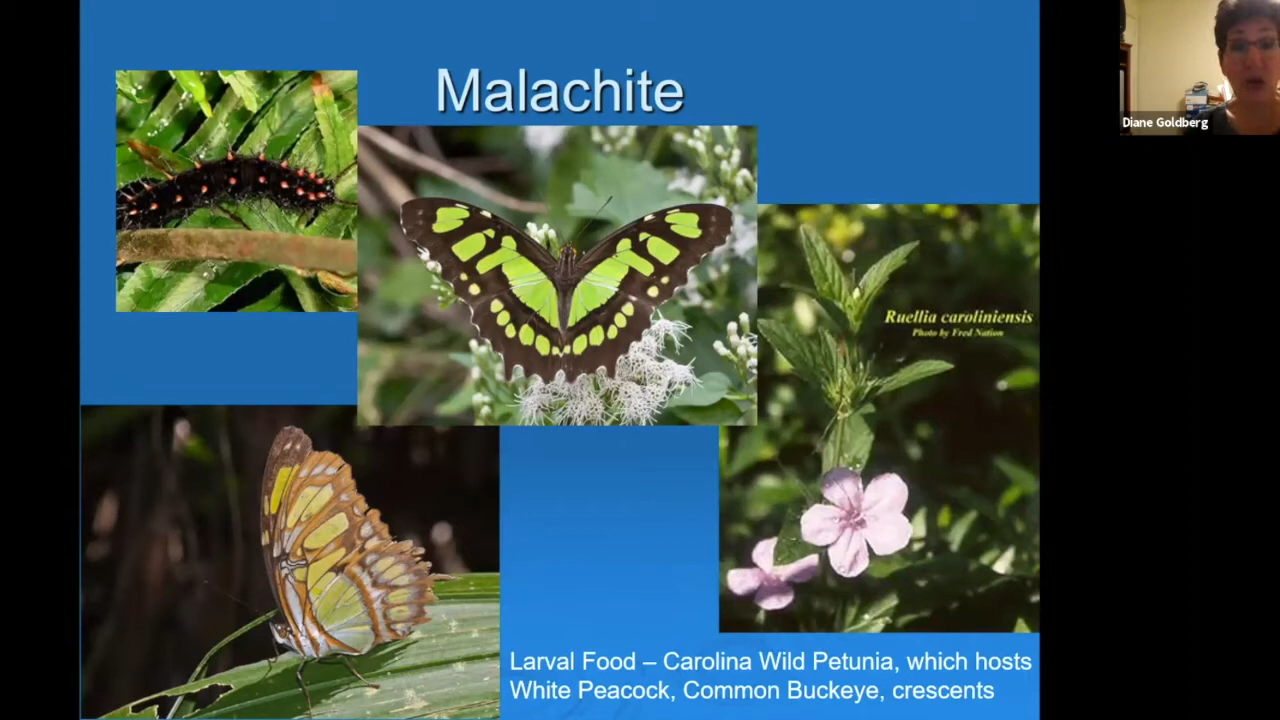 Malachite
Diane Goldberg
Ruellia caroliniensis
Photo by Fred Nation
Larval Food – Carolina Wild Petunia, which hosts
White Peacock, Common Buckeye, crescents